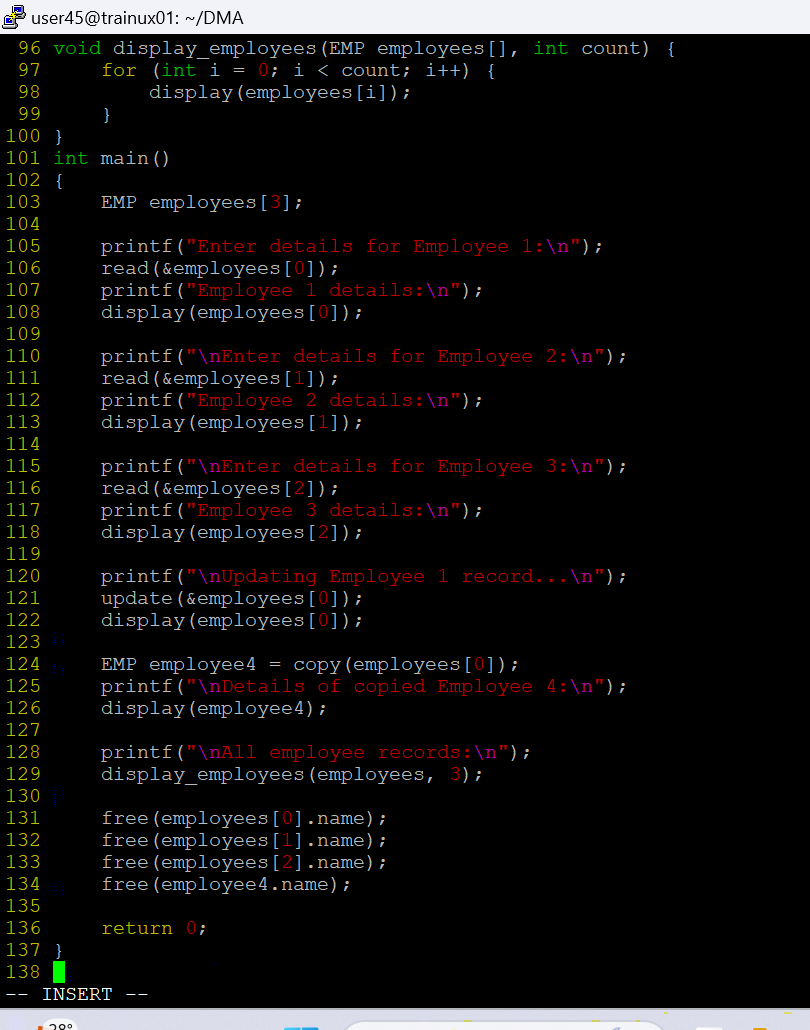 user45@trainux01: ~/DMA
96 void display_employees(EMP employees[], int count) {
97     for (int i = 0; i < count; i++) {
98         display(employees[i]);
99     }
100 }
101 int main()
102 {
103     EMP employees[3];
104
105     printf("Enter details for Employee 1:\n");
106     read(&employees[0]);
107     printf("Employee 1 details:\n");
108     display(employees[0]);
109
110     printf("\nEnter details for Employee 2:\n");
111     read(&employees[1]);
112     printf("Employee 2 details:\n");
113     display(employees[1]);
114
115     printf("\nEnter details for Employee 3:\n");
116     read(&employees[2]);
117     printf("Employee 3 details:\n");
118     display(employees[2]);
119
120     printf("\nUpdating Employee 1 record...\n");
121     update(&employees[0]);
122     display(employees[0]);
123
124     EMP employee4 = copy(employees[0]);
125     printf("\nDetails of copied Employee 4:\n");
126     display(employee4);
127
128     printf("\nAll employee records:\n");
129     display_employees(employees, 3);
130
131     free(employees[0].name);
132     free(employees[1].name);
133     free(employees[2].name);
134     free(employee4.name);
135
136     return 0;
137 }
138
-- INSERT --
28°